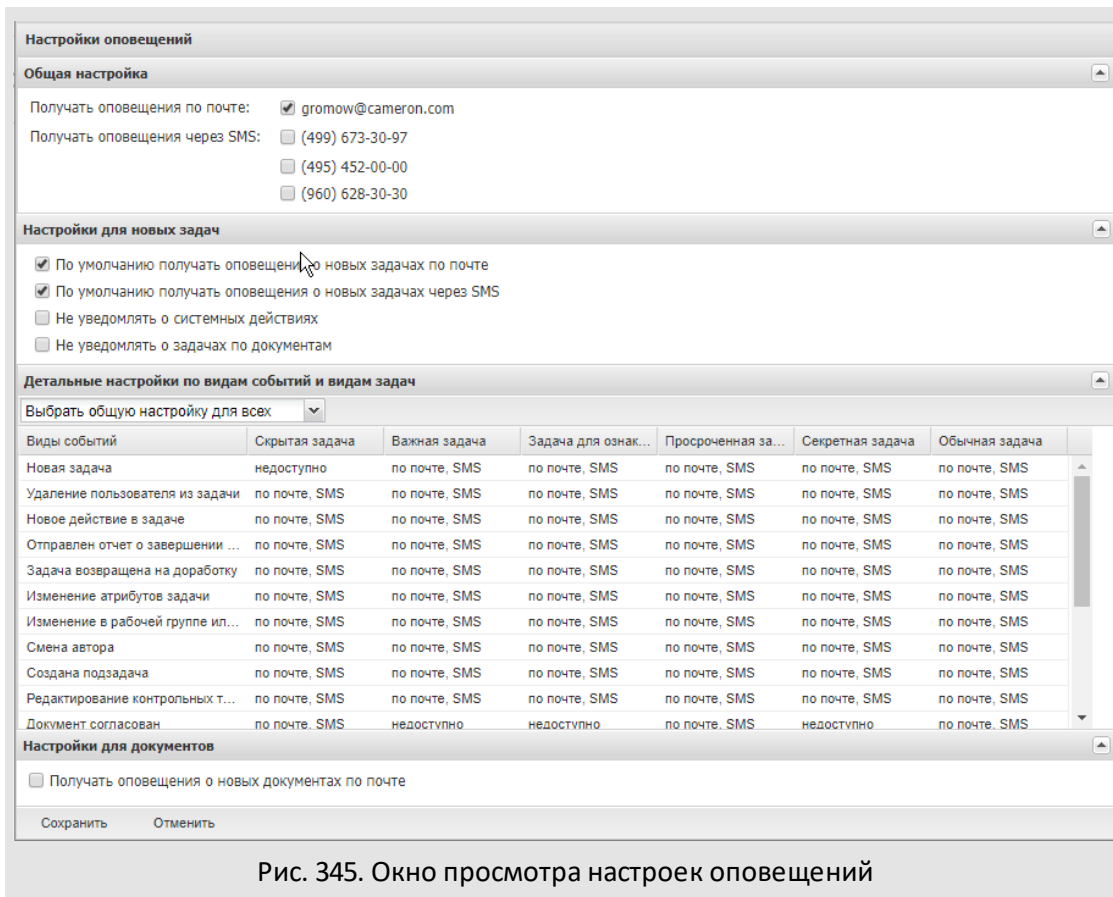 Настройки оповещений
Общая настройка
Получать оповещения по почте: gromow@cameron.com
Получать оповещения через SMS: (499) 673-30-97
(495) 452-00-00
(960) 628-30-30
Настройки для новых задач
По умолчанию получать оповещения о новых задачах по почте
По умолчанию получать оповещения о новых задачах через SMS
Не уведомлять о системных действиях
Не уведомлять о задачах по документам
Детальные настройки по видам событий и видам задач
Выбрать общую настройку для всех
Виды событий Скрытая задача Важная задача Задача для ознак... Просроченная за... Секретная задача Обычная задача
Новая задача недоступно по почте, SMS по почте, SMS по почте, SMS по почте, SMS по почте, SMS
Удаление пользователя из задачи по почте, SMS по почте, SMS по почте, SMS по почте, SMS по почте, SMS по почте, SMS
Новое действие в задаче по почте, SMS по почте, SMS по почте, SMS по почте, SMS по почте, SMS по почте, SMS
Отправлен отчет о завершении ... по почте, SMS по почте, SMS по почте, SMS по почте, SMS по почте, SMS по почте, SMS
Задача возвращена на доработку по почте, SMS по почте, SMS по почте, SMS по почте, SMS по почте, SMS по почте, SMS
Изменение атрибутов задачи по почте, SMS по почте, SMS по почте, SMS по почте, SMS по почте, SMS по почте, SMS
Изменение в рабочей группе ил... по почте, SMS по почте, SMS по почте, SMS по почте, SMS по почте, SMS по почте, SMS
Смена автора по почте, SMS по почте, SMS по почте, SMS по почте, SMS по почте, SMS по почте, SMS
Создана подзадача по почте, SMS по почте, SMS по почте, SMS по почте, SMS по почте, SMS по почте, SMS
Редактирование контрольных т... по почте, SMS по почте, SMS по почте, SMS по почте, SMS по почте, SMS по почте, SMS
Документ согласован по почте, SMS недоступно недоступно по почте, SMS недоступно по почте, SMS
Настройки для документов
Получать оповещения о новых документах по почте
Сохранить Отменить
Рис. 345. Окно просмотра настроек оповещений